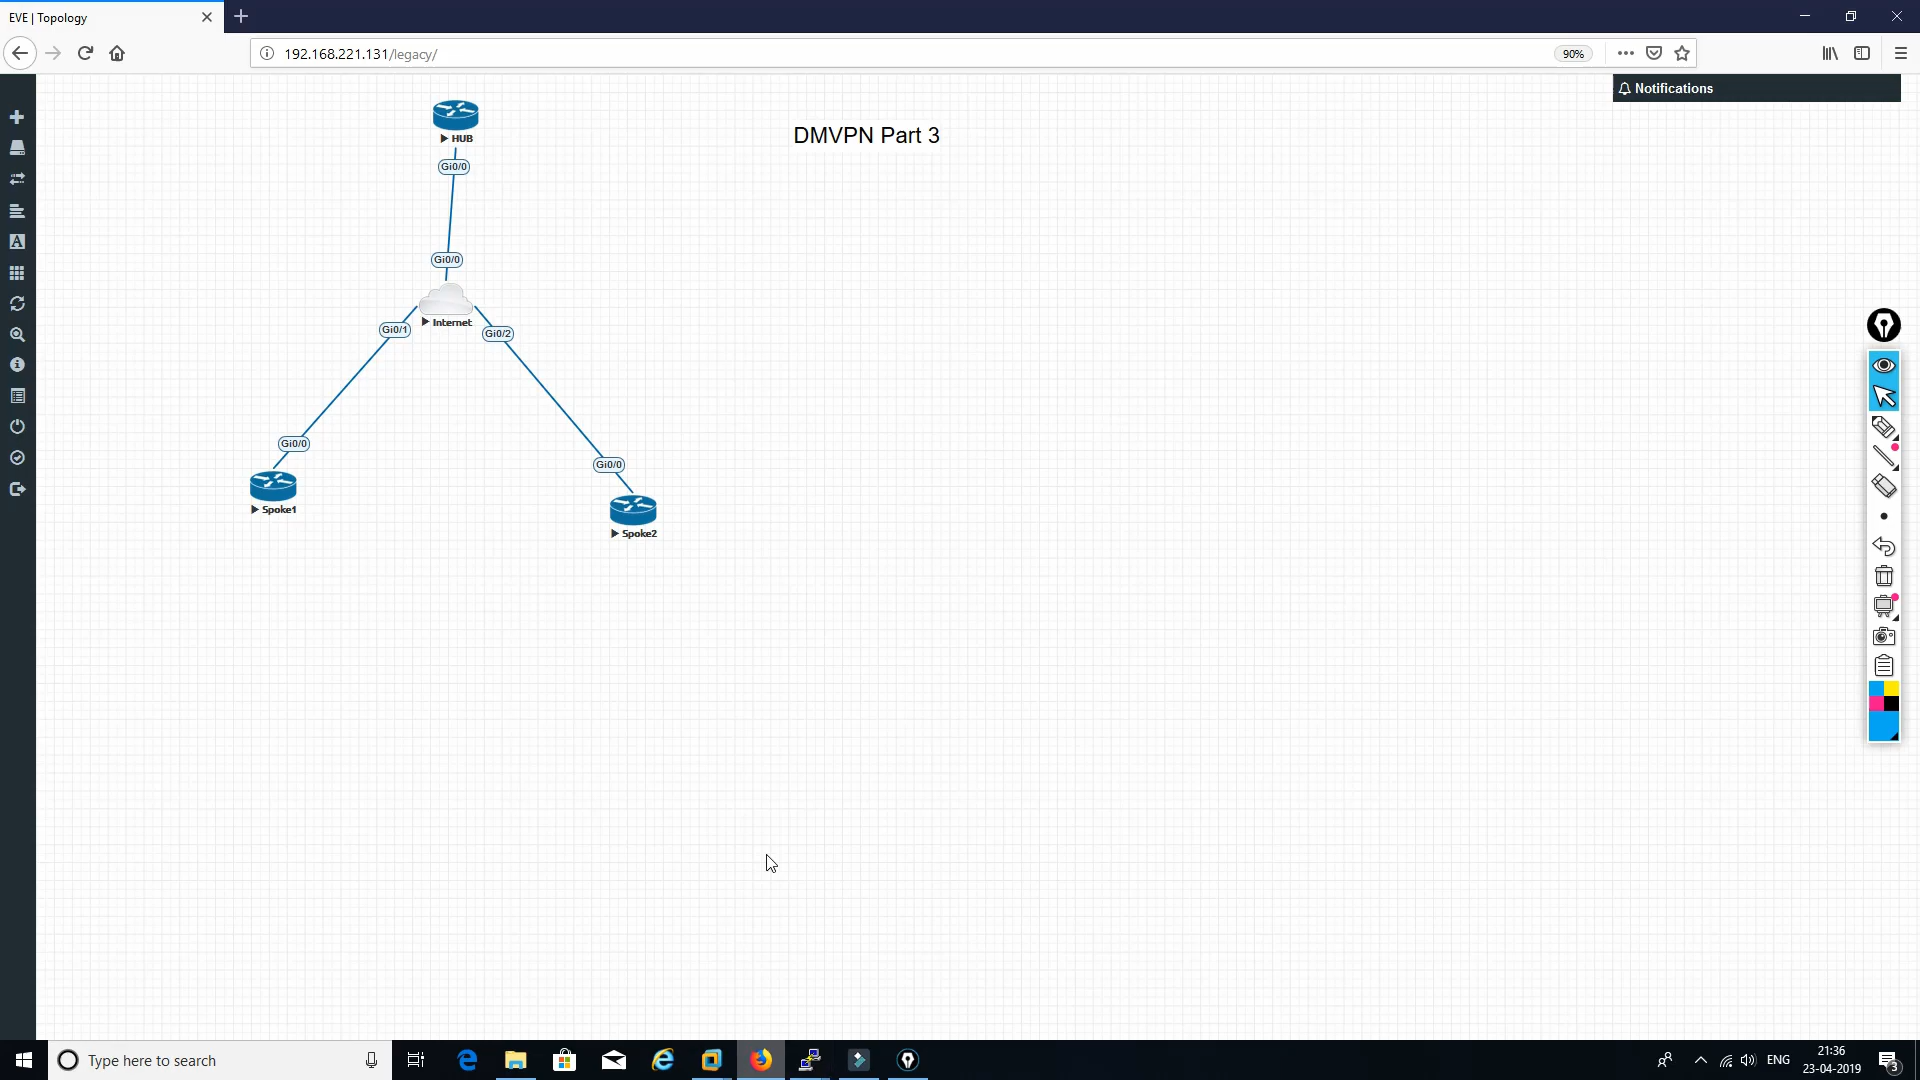 EVE | Topology
192.168.221.131/legacy/
90%
Notifications
HUB
DMVPN Part 3
Gi0/0
Gi0/0
Internet
Gi0/1
Gi0/2
Gi0/0
Gi0/0
Spoke1
Spoke2
Type here to search
ENG
21:36
23-04-2019
3